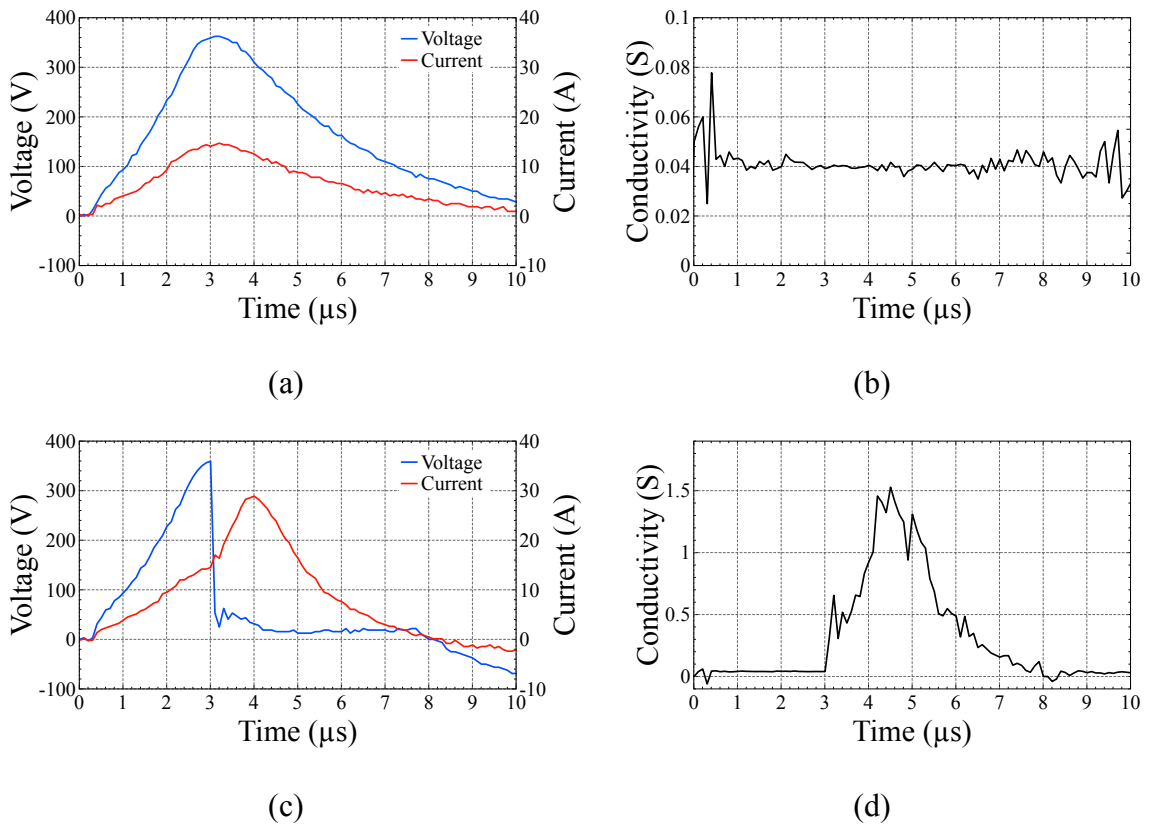 400
300
200
100
0
-100
40
30
20
10
0
-10
Voltage
Current
Voltage (V)
Current (A)
0 1 2 3 4 5 6 7 8 9 10
Time (µs)
(a)
0.1
0.08
0.06
0.04
0.02
0
Conductivity (S)
0 1 2 3 4 5 6 7 8 9 10
Time (µs)
(b)
400
300
200
100
0
-100
40
30
20
10
0
-10
Voltage
Current
Voltage (V)
Current (A)
0 1 2 3 4 5 6 7 8 9 10
Time (µs)
(c)
1.5
1
0.5
0
Conductivity (S)
0 1 2 3 4 5 6 7 8 9 10
Time (µs)
(d)